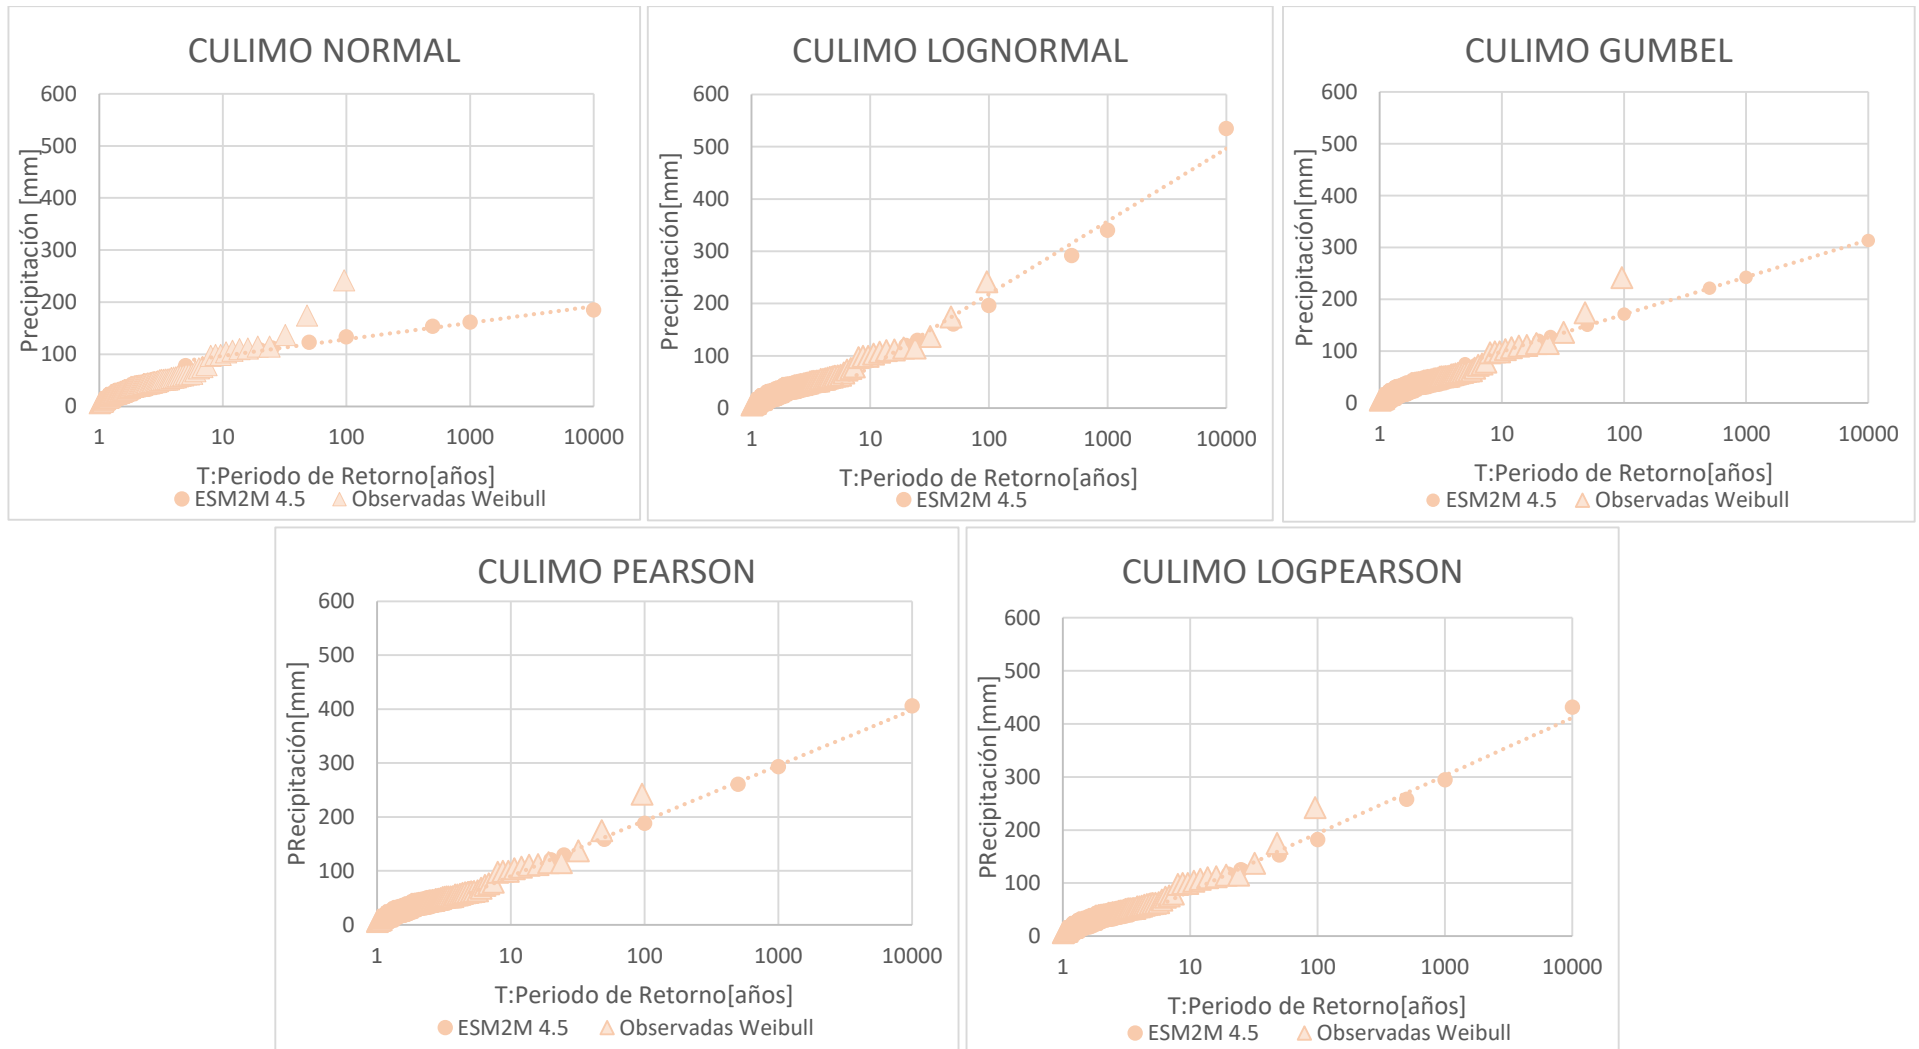 CULIMO NORMAL
600
500
400
300
200
100
0
1 10 100 1000 10000
Precipitación [mm]
T:Periodo de Retorno[años]
ESM2M 4.5 Observadas Weibull
CULIMO LOGNORMAL
600
500
400
300
200
100
0
1 10 100 1000 10000
Precipitación[mm]
T:Periodo de Retorno[años]
ESM2M 4.5
CULIMO GUMBEL
600
500
400
300
200
100
0
1 10 100 1000 10000
Precipitación[mm]
T:Periodo de Retorno[años]
ESM2M 4.5 Observadas Weibull
CULIMO PEARSON
600
500
400
300
200
100
0
1 10 100 1000 10000
PRecipitación[mm]
T:Periodo de Retorno[años]
ESM2M 4.5 Observadas Weibull
CULIMO LOGPEARSON
600
500
400
300
200
100
0
1 10 100 1000 10000
PRecipitación[mm]
T:Periodo de Retorno[años]
ESM2M 4.5 Observadas Weibull